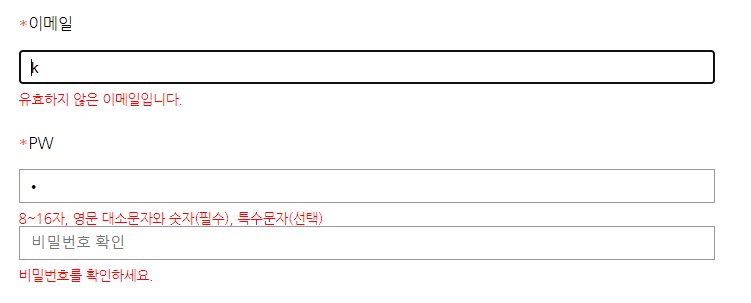 *이메일
k
유효하지 않은 이메일입니다.
*PW
•
8~16자, 영문 대소문자와 숫자(필수), 특수문자(선택)
비밀번호 확인
비밀번호를 확인하세요.